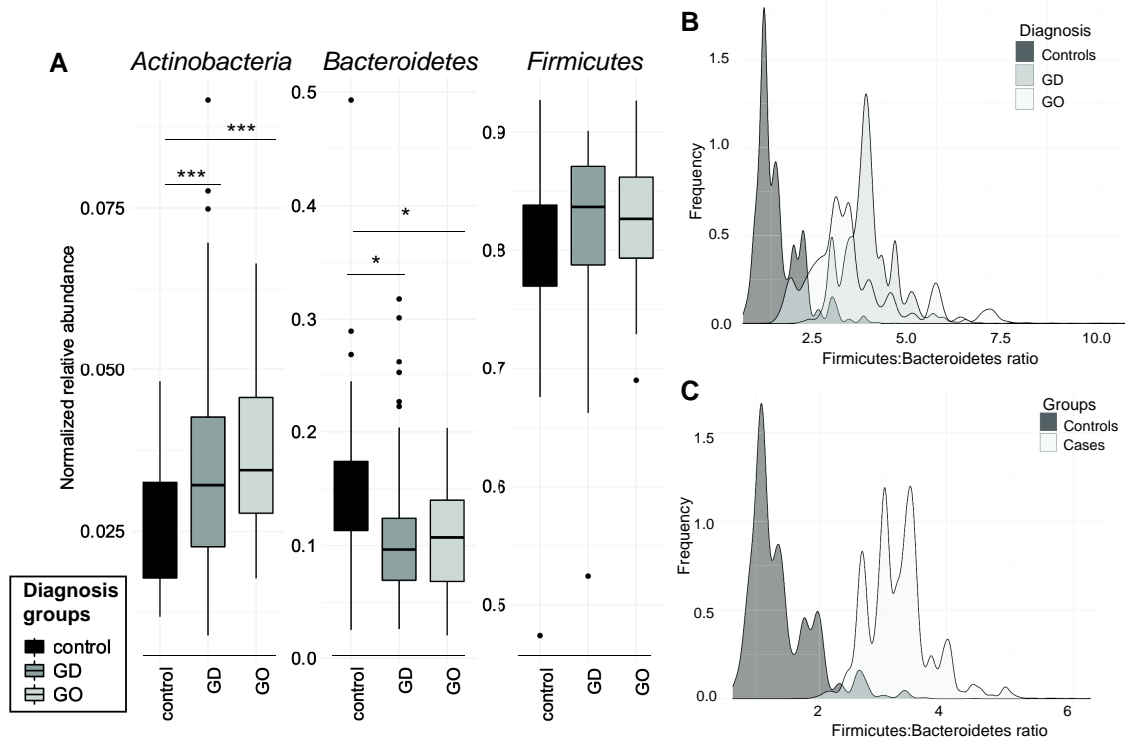 A
Actinobacteria
Bacteroidetes
Firmicutes
Normalized relative abundance
0.075
0.050
0.025
***
***
0.5
0.4
0.3
0.2
0.1
0.0
*
*
0.9
0.8
0.7
0.6
0.5
control
GD
GO
control
GD
GO
control
GD
GO
Diagnosis
groups
control
GD
GO
B
Diagnosis
Controls
GD
GO
Frequency
1.5
1.0
0.5
0.0
2.5 5.0 7.5 10.0
Firmicutes:Bacteroidetes ratio
C
Groups
Controls
Cases
Frequency
1.5
1.0
0.5
0.0
2 4 6
Firmicutes:Bacteroidetes ratio